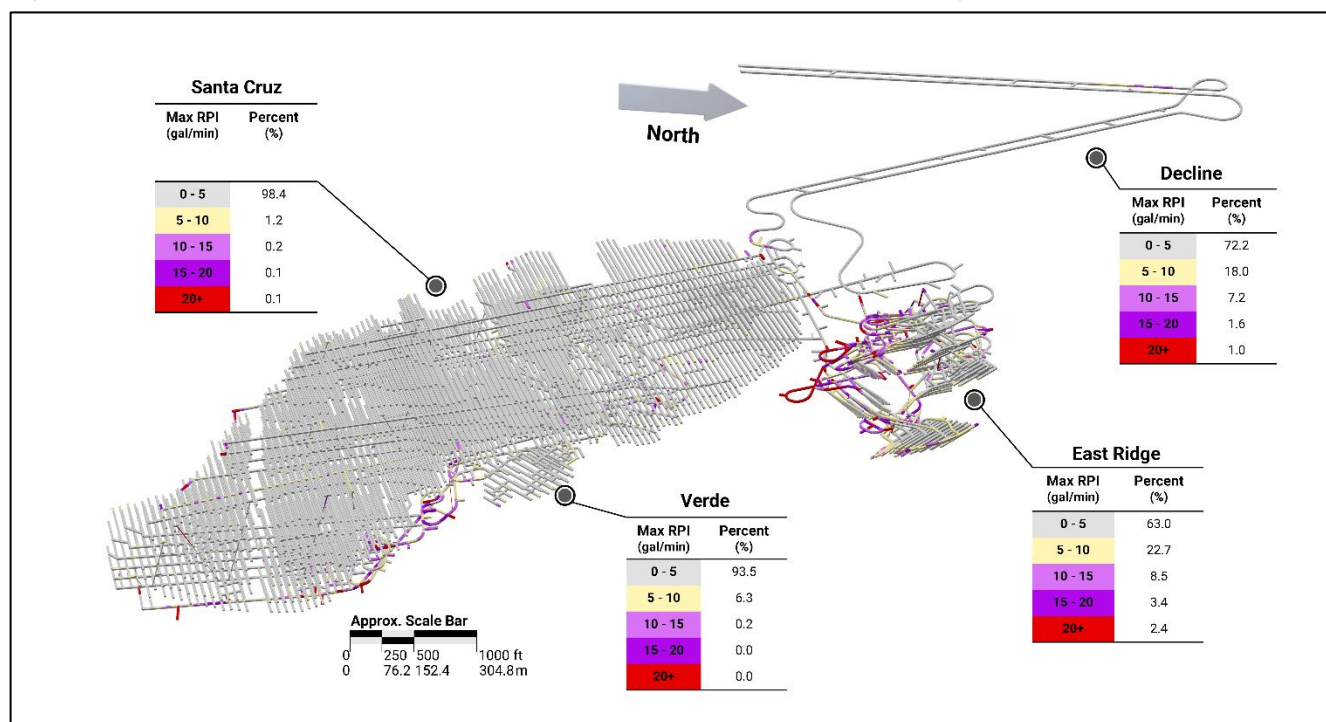 Santa Cruz
Max RPI (gal/min) Percent (%)
0 - 5 98.4
5 - 10 1.2
10 - 15 0.2
15 - 20 0.1
20+ 0.1
North
Decline
Max RPI (gal/min) Percent (%)
0 - 5 72.2
5 - 10 18.0
10 - 15 7.2
15 - 20 1.6
20+ 1.0
East Ridge
Max RPI (gal/min) Percent (%)
0 - 5 63.0
5 - 10 22.7
10 - 15 8.5
15 - 20 3.4
20+ 2.4
Verde
Max RPI (gal/min) Percent (%)
0 - 5 93.5
5 - 10 6.3
10 - 15 0.2
15 - 20 0.0
20+ 0.0
Approx. Scale Bar
0 250 500 1000 ft
0 76.2 152.4 304.8 m